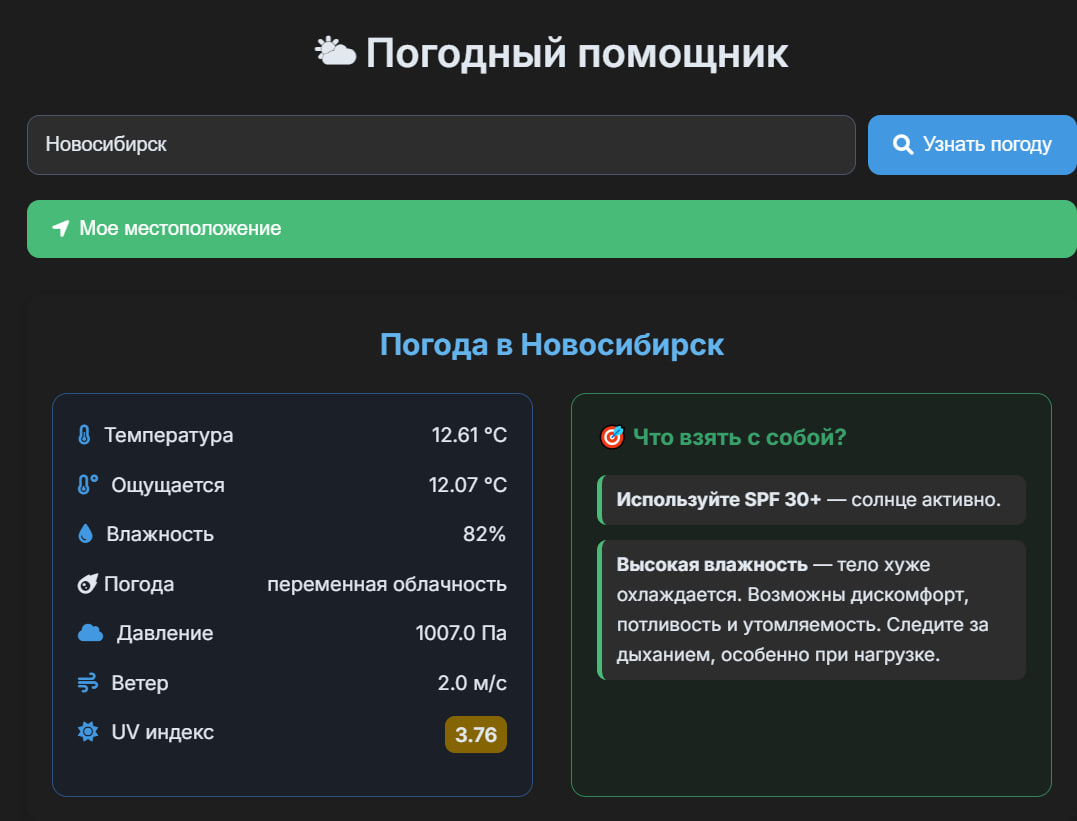 Погодный помощник
Новосибирск
Узнать погоду
Мое местоположение
Погода в Новосибирск
Температура 12.61 °C
Ощущается 12.07 °C
Влажность 82%
Погода переменная облачность
Давление 1007.0 Па
Ветер 2.0 м/с
UV индекс 3.76
Что взять с собой?
Используйте SPF 30+ — солнце активно.
Высокая влажность — тело хуже
охлаждается. Возможны дискомфорт,
потливость и утомляемость. Следите за
дыханием, особенно при нагрузке.